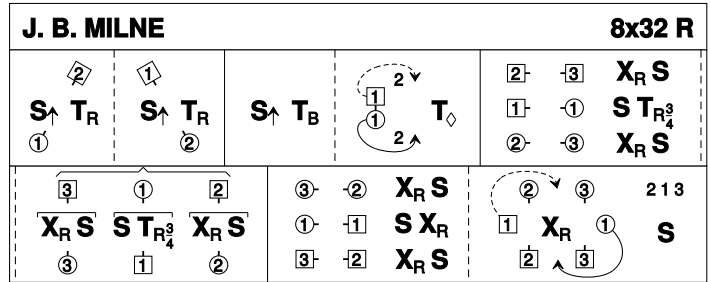 J. B. MILNE 8x32 R
2 1 2 2- -3 X_R S
S↑ T_R S↑ T_R S↑ T_B 1 1 T◇ 1- -1 S T_R¾
1 2 2 2- -3 X_R S
3 1 2 3- -2 X_R S 2 3 2 1 3
X_R S S T_R¾ X_R S 1- -1 S X_R 1 X_R 1 S
3 1 2 3- -2 X_R S 2 3